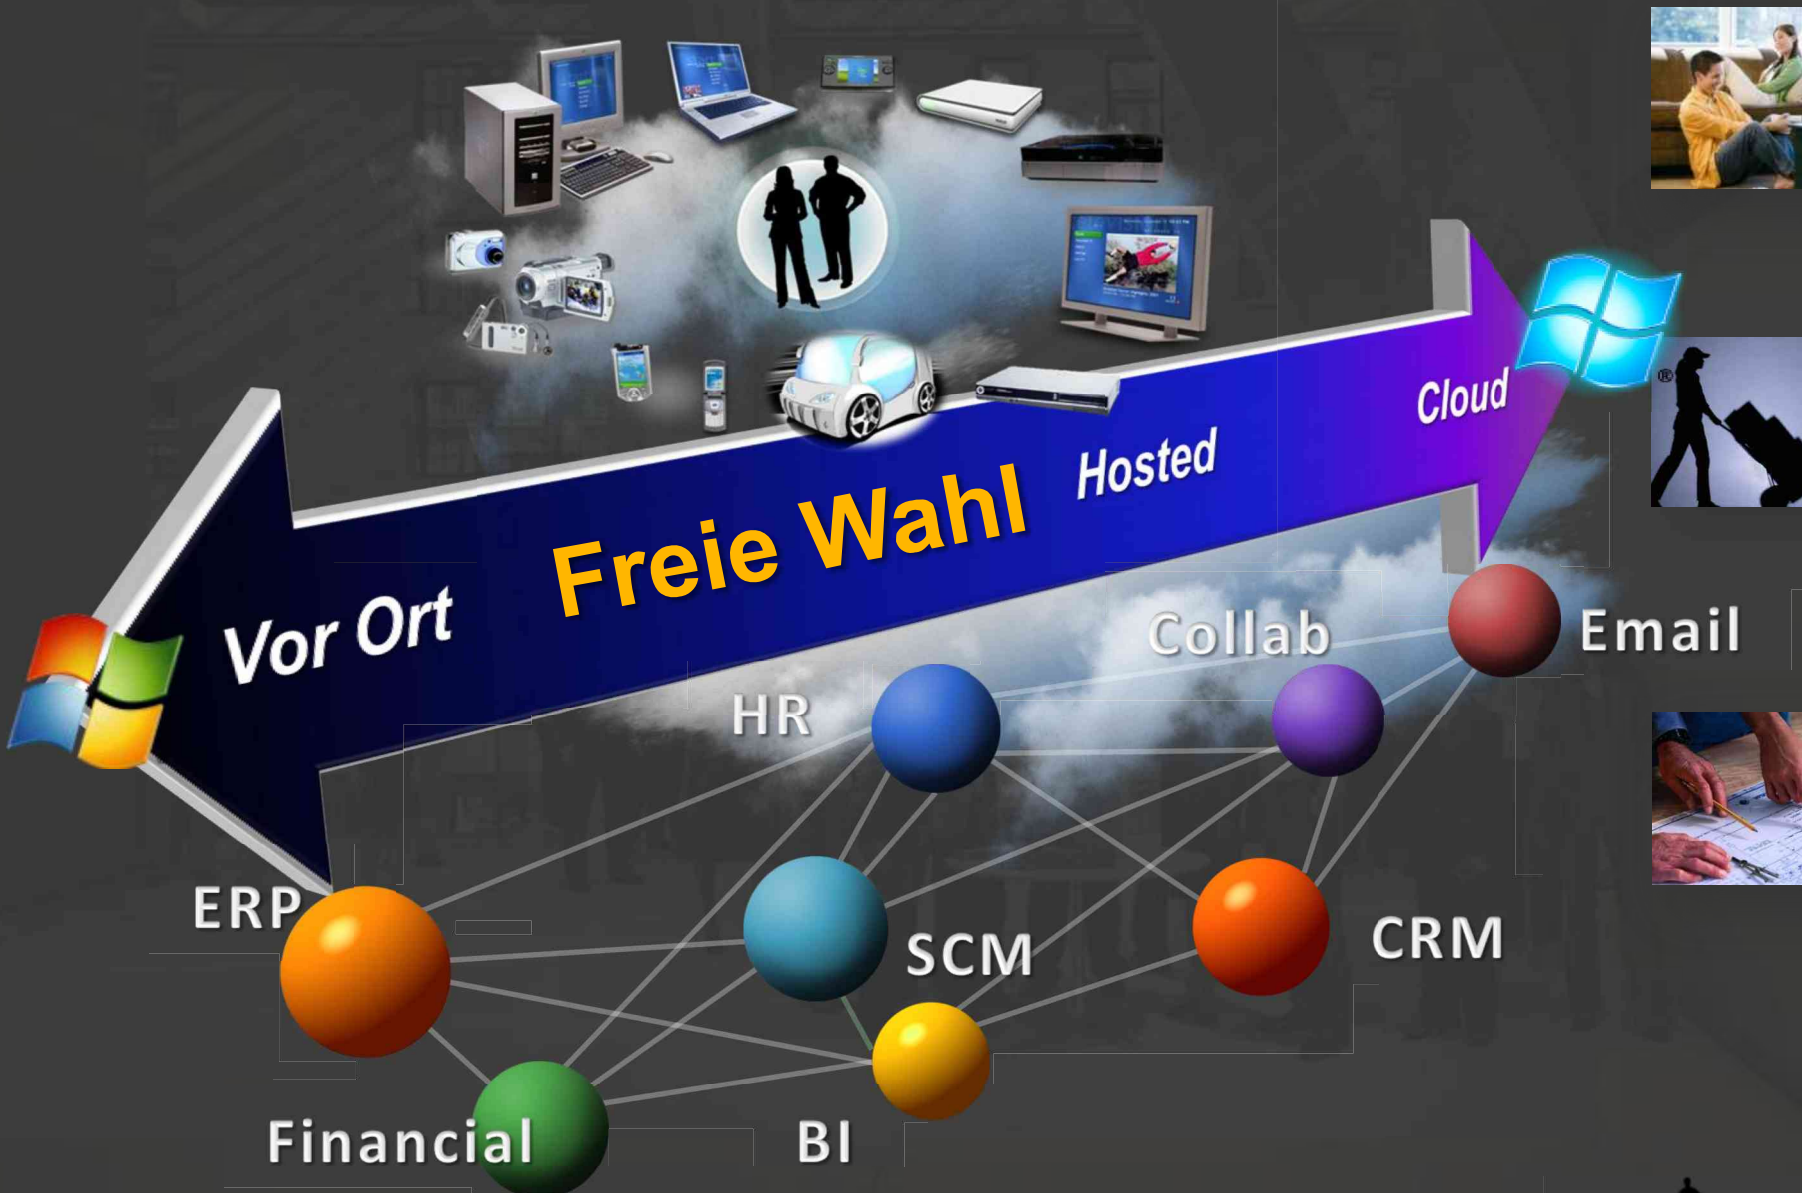 Cloud
®
Hosted
Freie Wahl
Vor Ort
Collab
Email
HR
ERP
SCM
CRM
Financial
BI